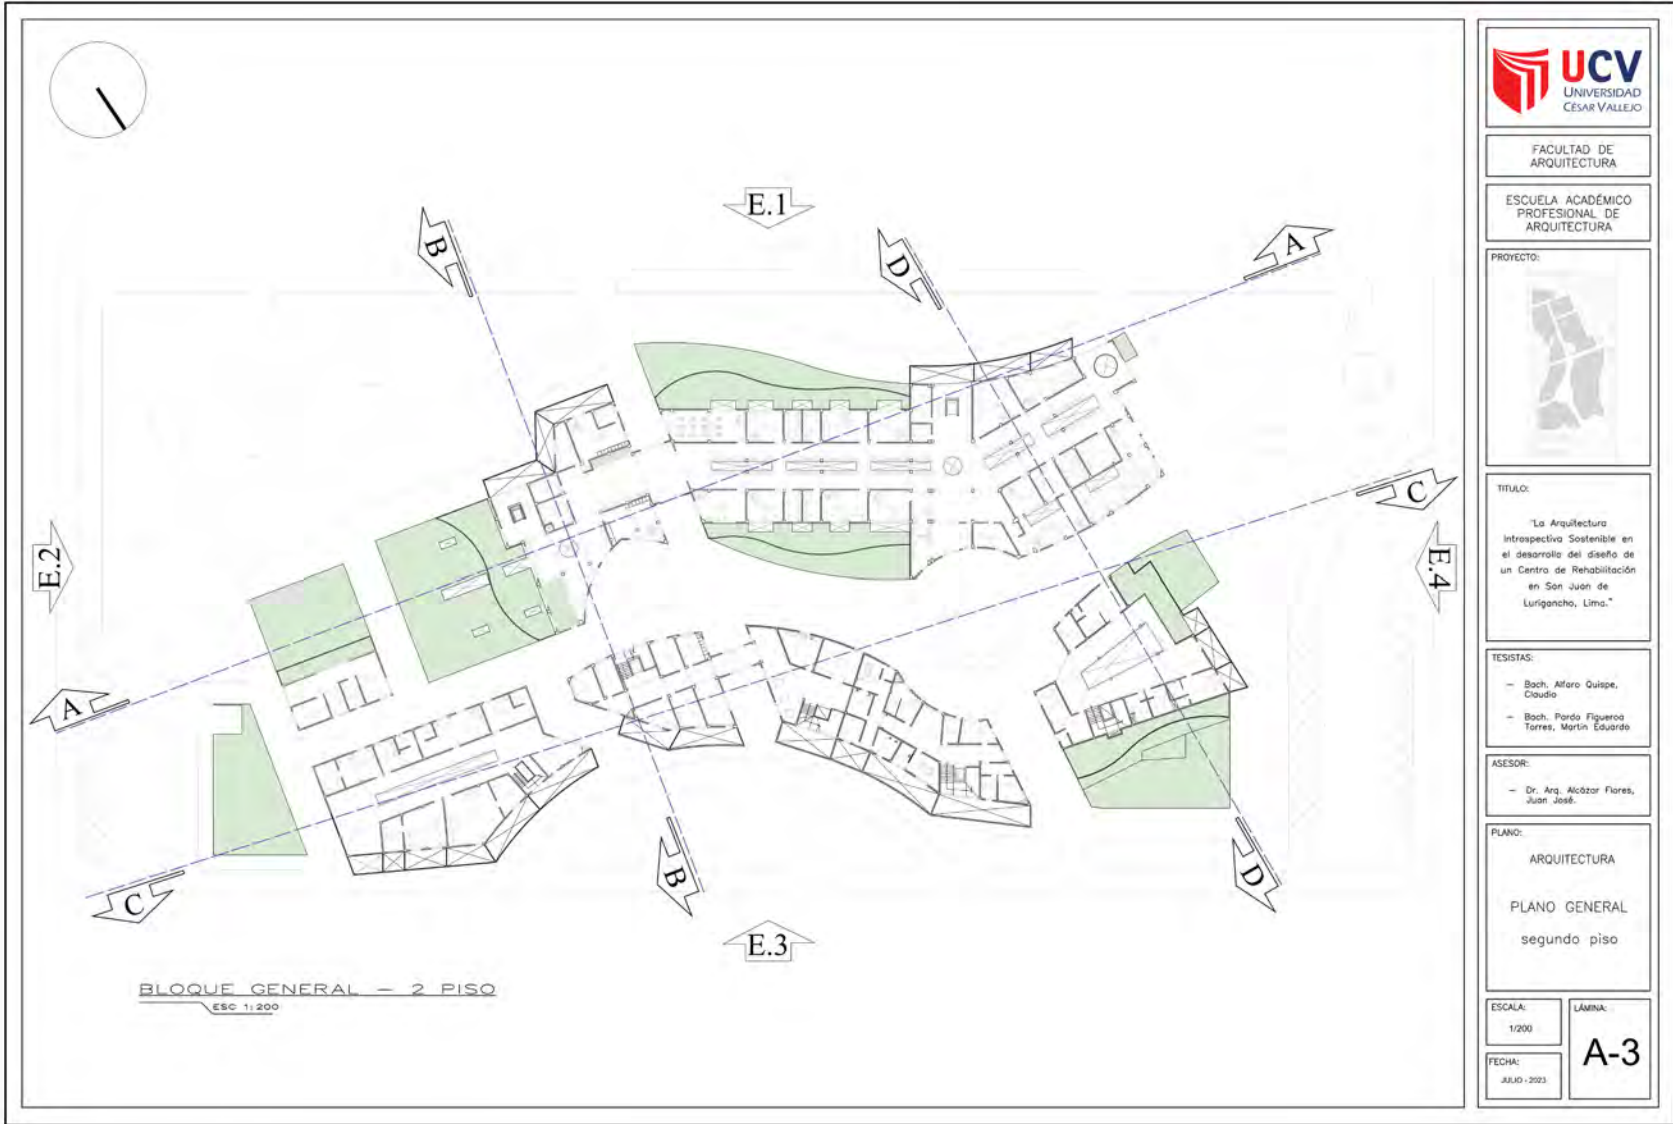 E.1
B
D
A
C
E.2
E.4
A
C
B
D
E.3
BLOQUE GENERAL - 2 PISO
ESC 1:200
UCV
UNIVERSIDAD
CÉSAR VALLEJO
FACULTAD DE
ARQUITECTURA
ESCUELA ACADÉMICO
PROFESIONAL DE
ARQUITECTURA
PROYECTO:
TITULO:
"La Arquitectura
Introspectiva Sostenible en
el desarrollo del diseño de
un Centro de Rehabilitación
en San Juan de
Lurigancho, Lima."
TESISTAS:
- Bach. Alfaro Quispe,
Claudio
- Bach. Pardo Figueroa
Torres, Martín Eduardo
ASESOR:
- Dr. Arq. Alcázar Flores,
Juan José.
PLANO:
ARQUITECTURA
PLANO GENERAL
segundo piso
ESCALA:
1/200
LÁMINA:
A-3
FECHA:
JULIO - 2023